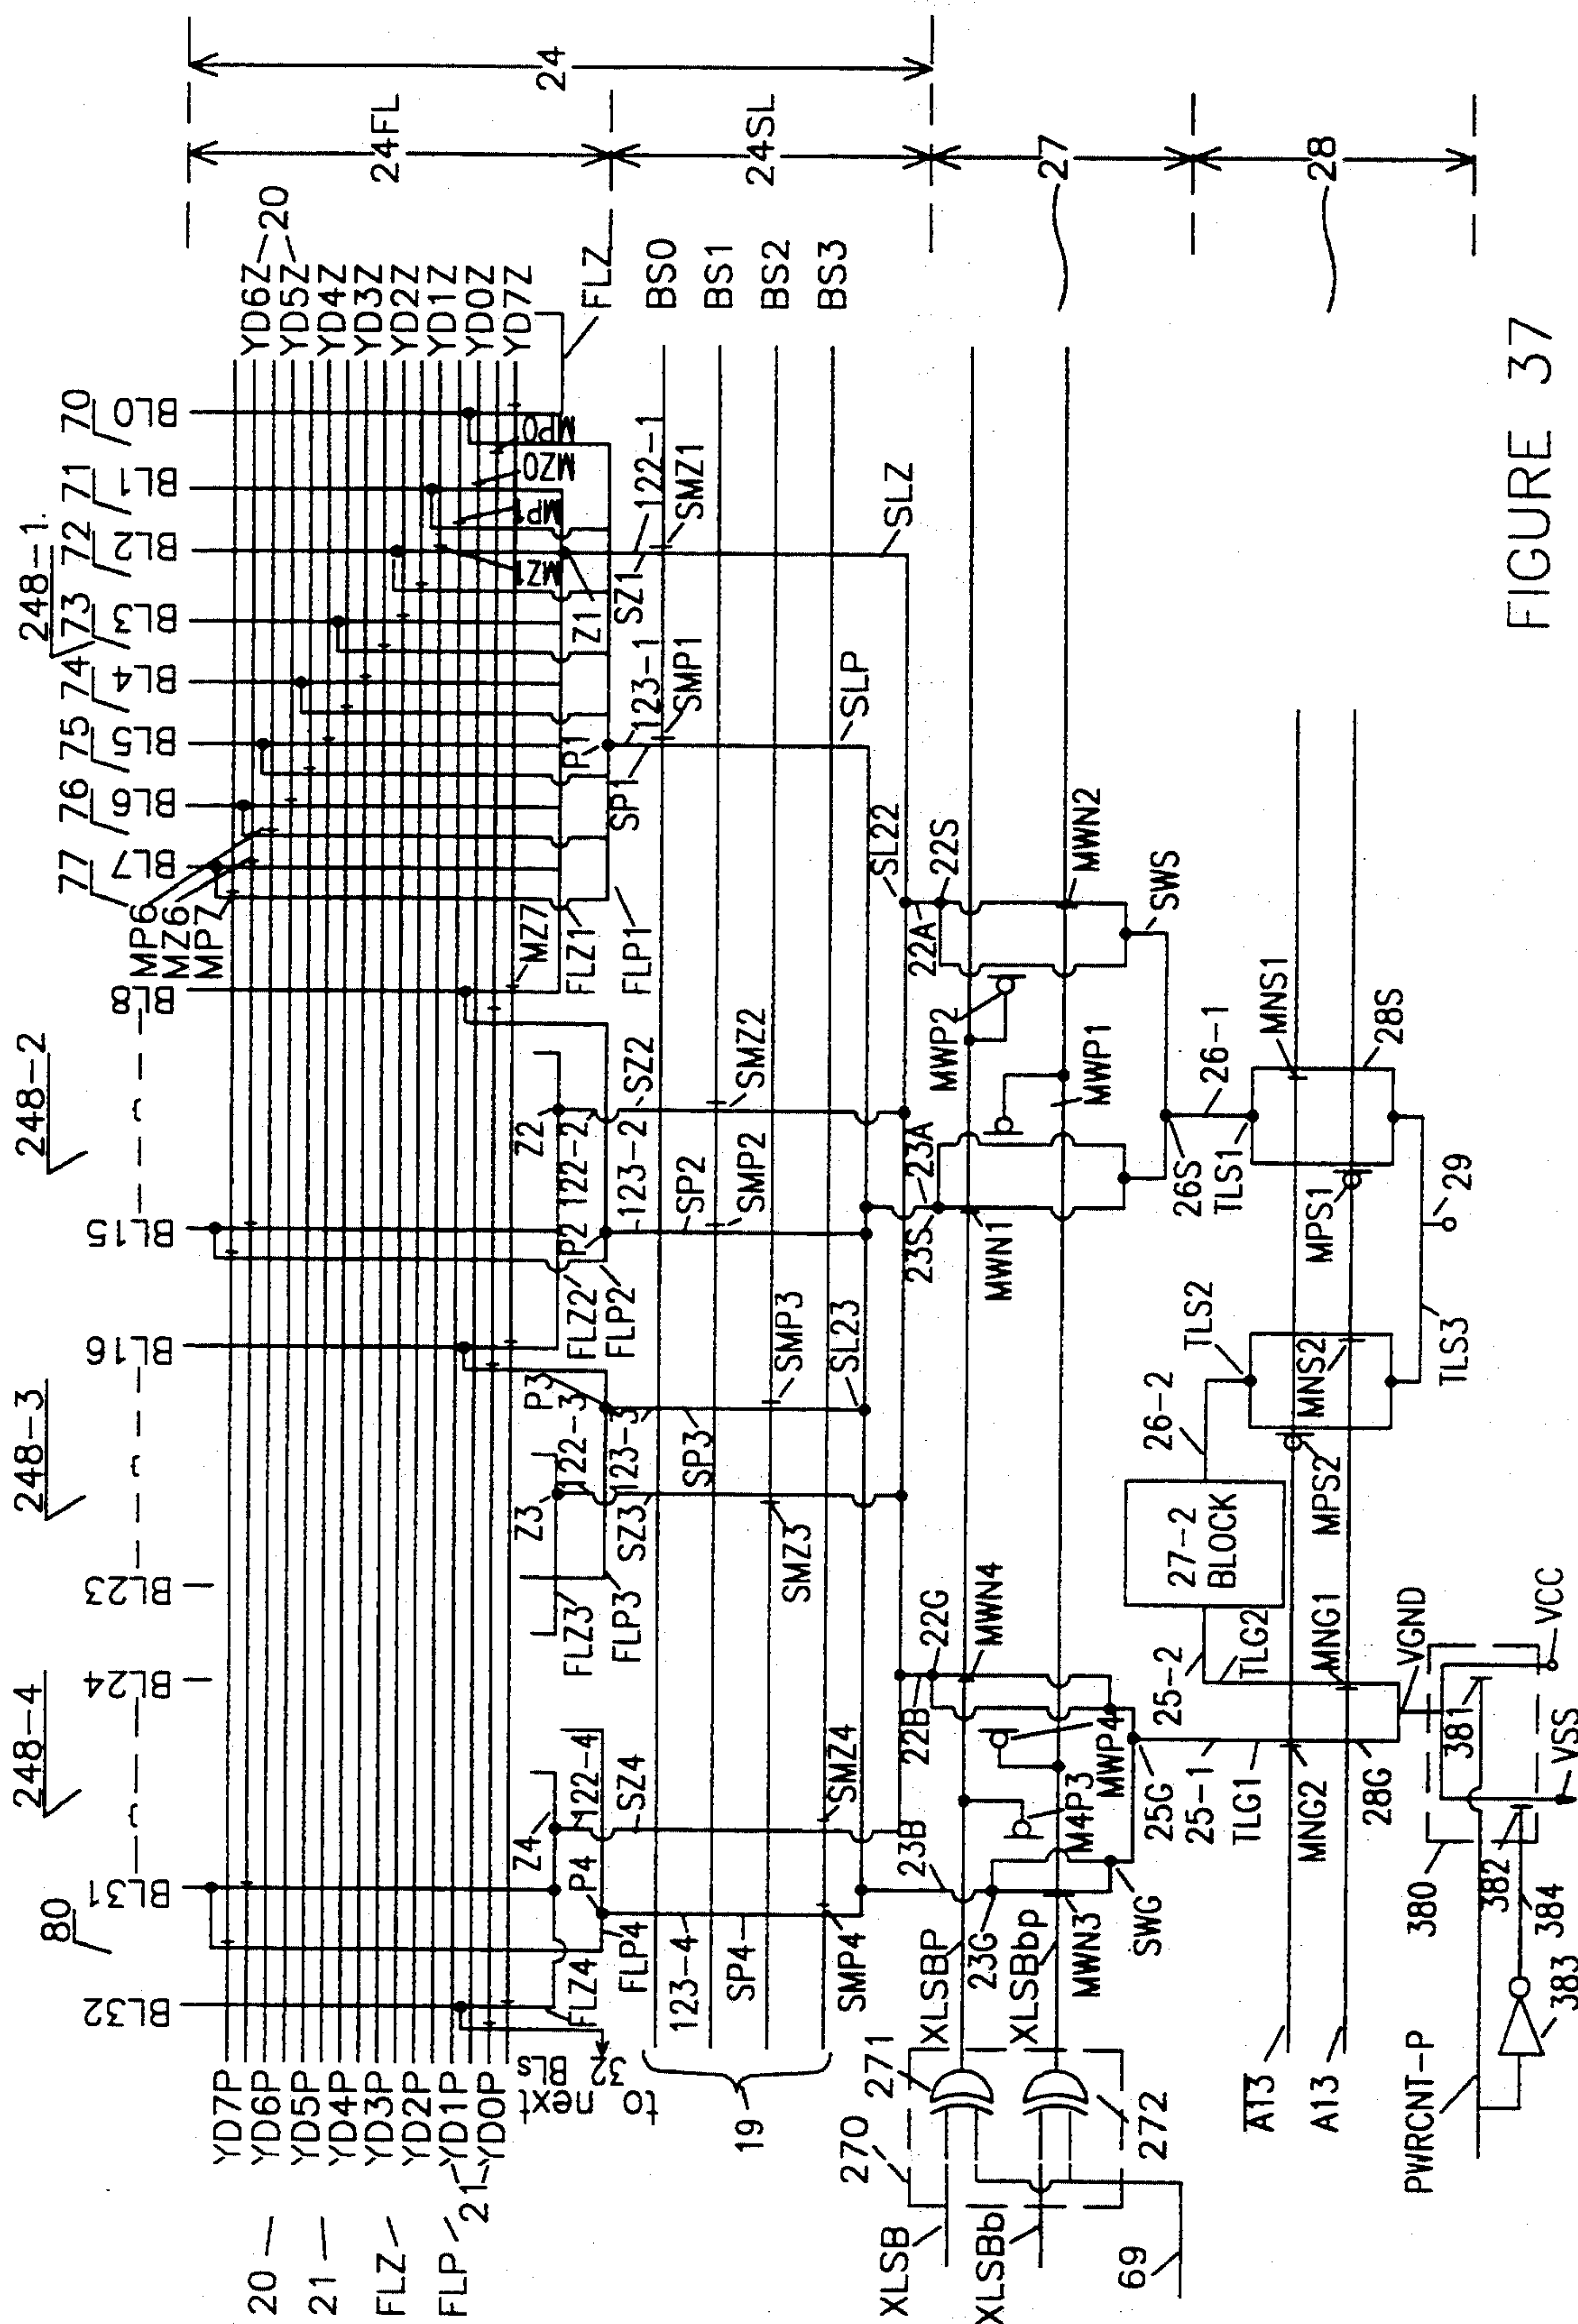 248-1
248-2
248-3
248-4
70
71
72
73
74
75
76
77
80
BL0
BL1
BL2
BL3
BL4
BL5
BL6
BL7
BL8
BL15
BL16
BL23
BL24
BL31
BL32
MP6
MZ6
MP7
YD6Z
20
YD5Z
YD4Z
YD3Z
YD2Z
YD1Z
YD0Z
YD7Z
FLZ
MP0
MZ0
MP1
MZ1
MZ7
YD7P
YD6P
YD5P
YD4P
YD3P
YD2P
YD1P
YD0P
21
20
21
FLZ
FLP
to next
32 BLs
24FL
24SL
24
27
28
BS0
BS1
BS2
BS3
19
FLZ1
FLP1
Z1
P1
SZ1
122-1
SMZ1
SP1
123-1
SMP1
SLZ
SLP
Z2
P2
122-2
123-2
SZ2
SP2
SMZ2
SMP2
FLZ2
FLP2
P3
Z3
122-3
123-3
SP3
SZ3
SMP3
SMZ3
SL23
FLZ3
FLP3
Z4
P4
122-4
SZ4
SMZ4
FLP4
FLZ4
123-4
SP4
SMP4
SL22
22A
22S
MWN2
SWS
MWP2
MWP1
23A
23S
MWN1
22B
22G
MWN4
MWP4
M4P3
23B
23G
MWN3
SWG
25G
XLSBP
XLSBbp
270
271
272
XLSB
XLSBbl
69
26S
26-1
TLS1
MNS1
28S
MPS1
29
TLS3
TLS2
26-2
MNS2
MPS2
27-2
BLOCK
25-2
TLG2
MNG1
25-1
TLG1
MNG2
28G
VGND
A13
A13
PWRCNT-P
380
381
382
383
384
VCC
VSS
FIGURE 37